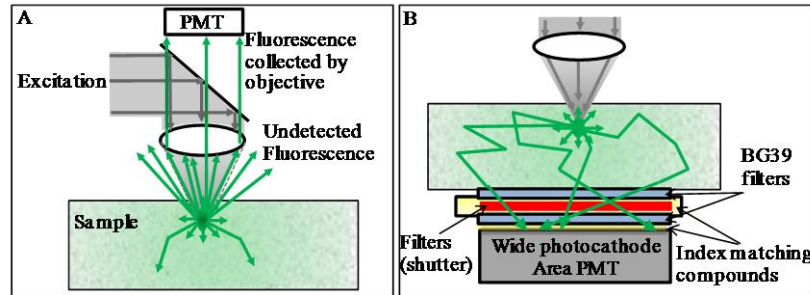 A
PMT
Fluorescence
collected by
objective
Excitation
Undetected
Fluorescence
Sample
B
BG39
filters
Filters
(shutter)
Wide photocathode
Area PMT
Index matching
compounds